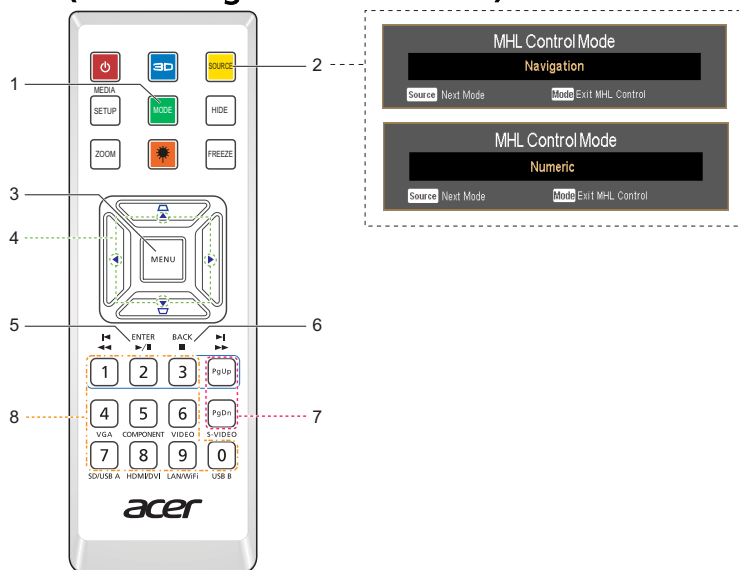 3D
SOURCE
MEDIA
SETUP
MODE
HIDE
ZOOM
FREEZE
MENU
ENTER
BACK
1
2
3
PgUp
4
5
6
PgDn
VGA
COMPONENT
VIDEO
S-VIDEO
7
8
9
0
SD/USB A
HDMI/DVI
LAN/WiFi
USB B
acer
1
2
3
4
5
6
7
8
MHL Control Mode
Navigation
Source Next Mode
Mode Exit MHL Control
MHL Control Mode
Numeric
Source Next Mode
Mode Exit MHL Control